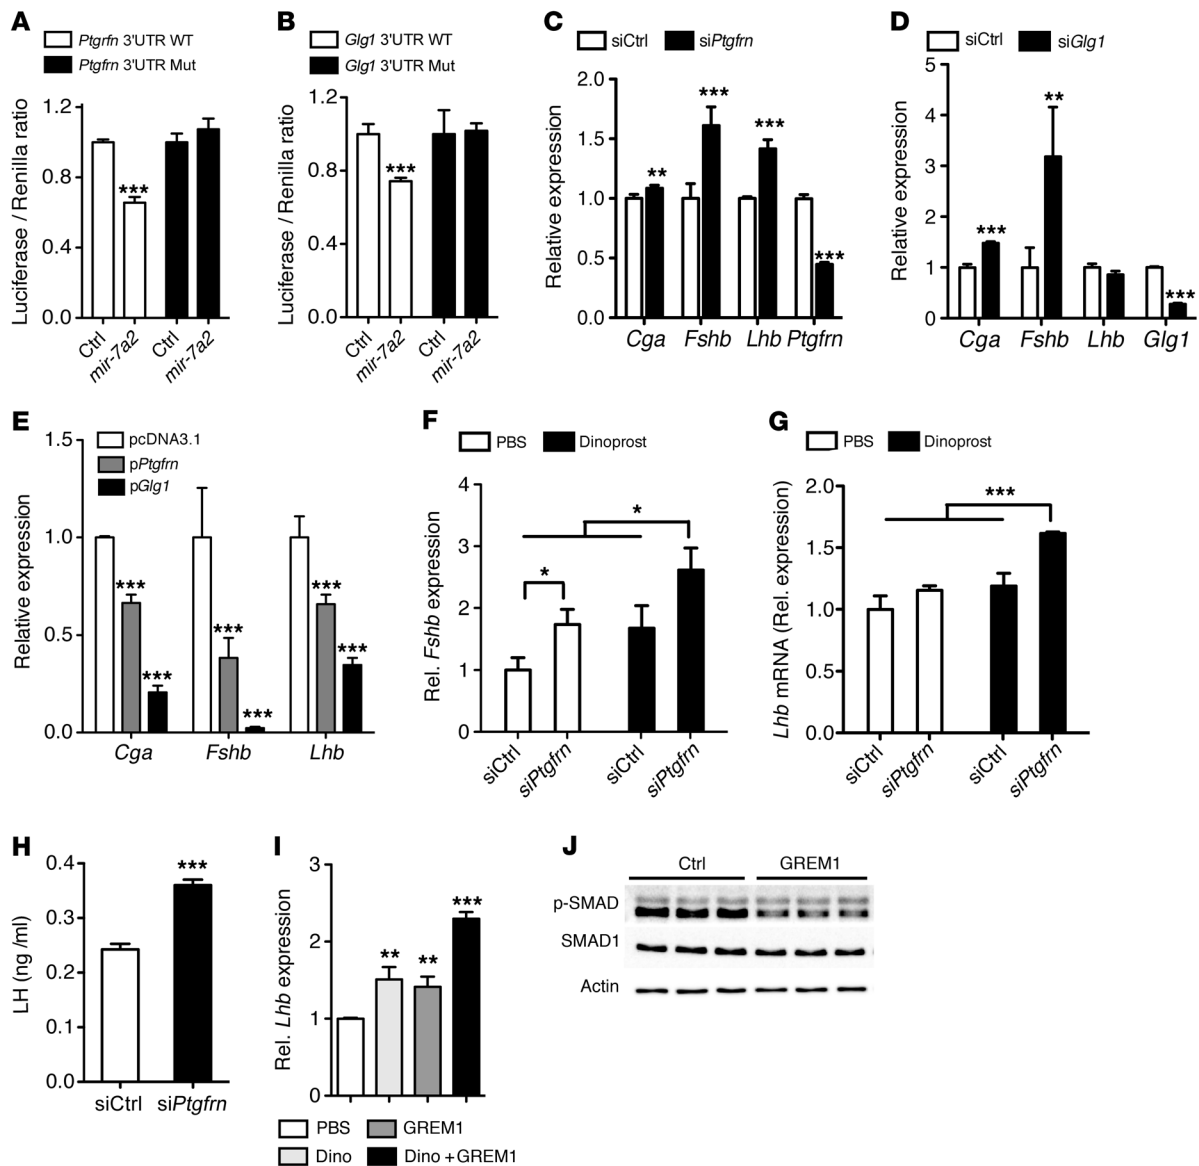 A
Ptgrfn 3'UTR WT
Ptgfrn 3'UTR Mut
Luciferase / Renilla ratio
1.2
0.8
0.4
0.0
***
Ctrl
mir-7a2
Ctrl
mir-7a2
B
Glg1 3'UTR WT
Glg1 3'UTR Mut
Luciferase / Renilla ratio
1.2
0.8
0.4
0.0
***
Ctrl
mir-7a2
Ctrl
mir-7a2
C
siCtrl siPtgfrn
Relative expression
2.0
1.5
1.0
0.5
0.0
** *** *** ***
Cga Fshb Lhb Ptgfrn
D
siCtrl siGlg1
Relative expression
5
4
3
2
1
0
*** ** ***
Cga Fshb Lhb Glg1
E
pcDNA3.1
pPtgfrn
pGlg1
Relative expression
1.5
1.0
0.5
0.0
*** *** *** *** *** ***
Cga Fshb Lhb
F
PBS Dinoprost
Rel. Fshb expression
4
3
2
1
0
* *
siCtrl
siPtgfrn
siCtrl
siPtgfrn
G
PBS Dinoprost
Lhb mRNA (Rel. expression)
2.0
1.5
1.0
0.5
0.0
***
siCtrl
siPtgfrn
siCtrl
siPtgfrn
H
LH (ng /ml)
0.4
0.3
0.2
0.1
0.0
***
siCtrl siPtgfrn
I
Rel. Lhb expression
3
2
1
0
** ** ***
PBS GREM1
Dino Dino + GREM1
J
Ctrl GREM1
p-SMAD
SMAD1
Actin